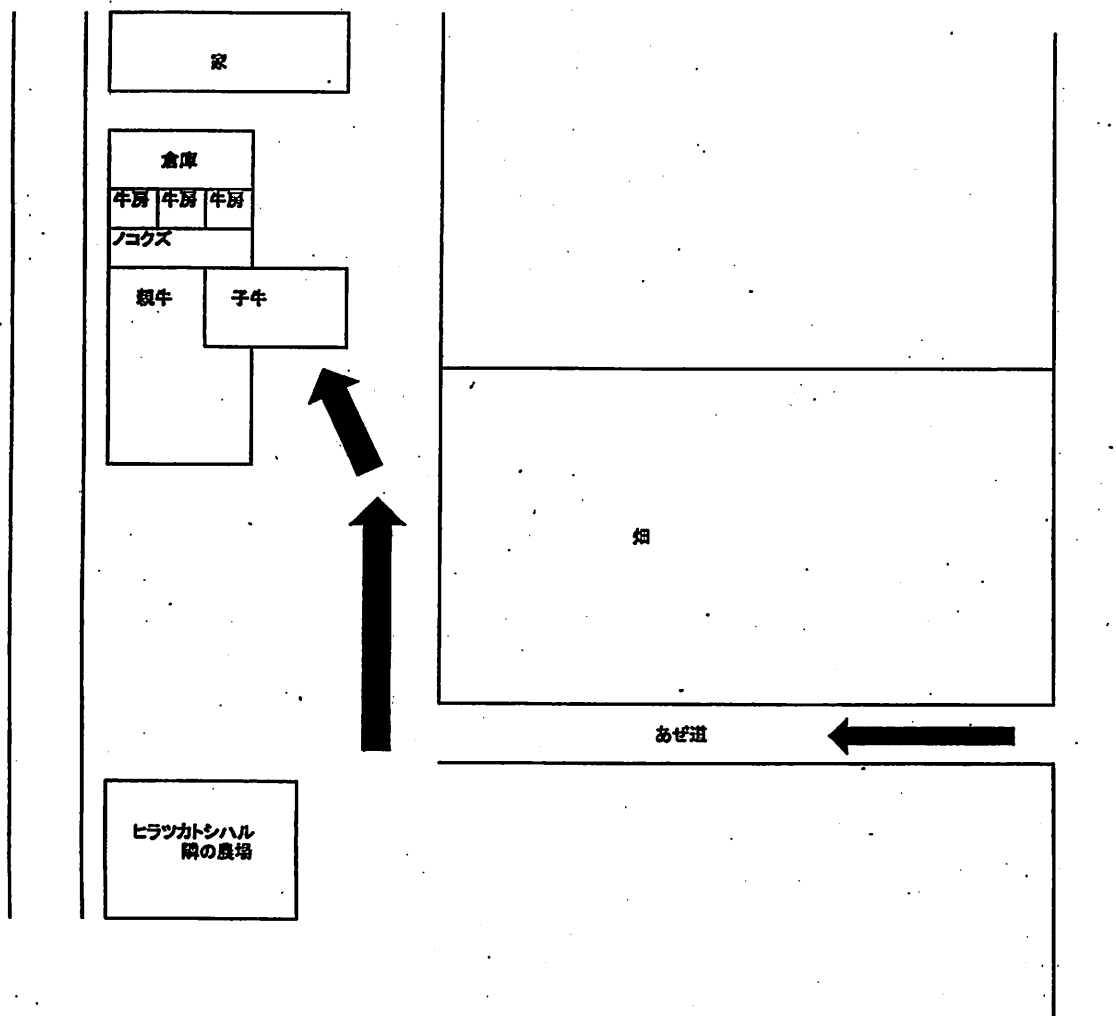 家
倉庫
牛房 牛房 牛房
ノコクズ
親牛 子牛
畑
あぜ道
ヒラツカトシハル
隣の農場